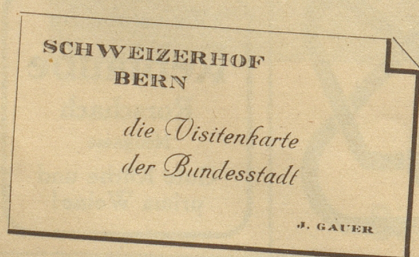 SCHWEIZERHOF
BERN
die Visitenkarte
der Bundesstadt
J. GAUER